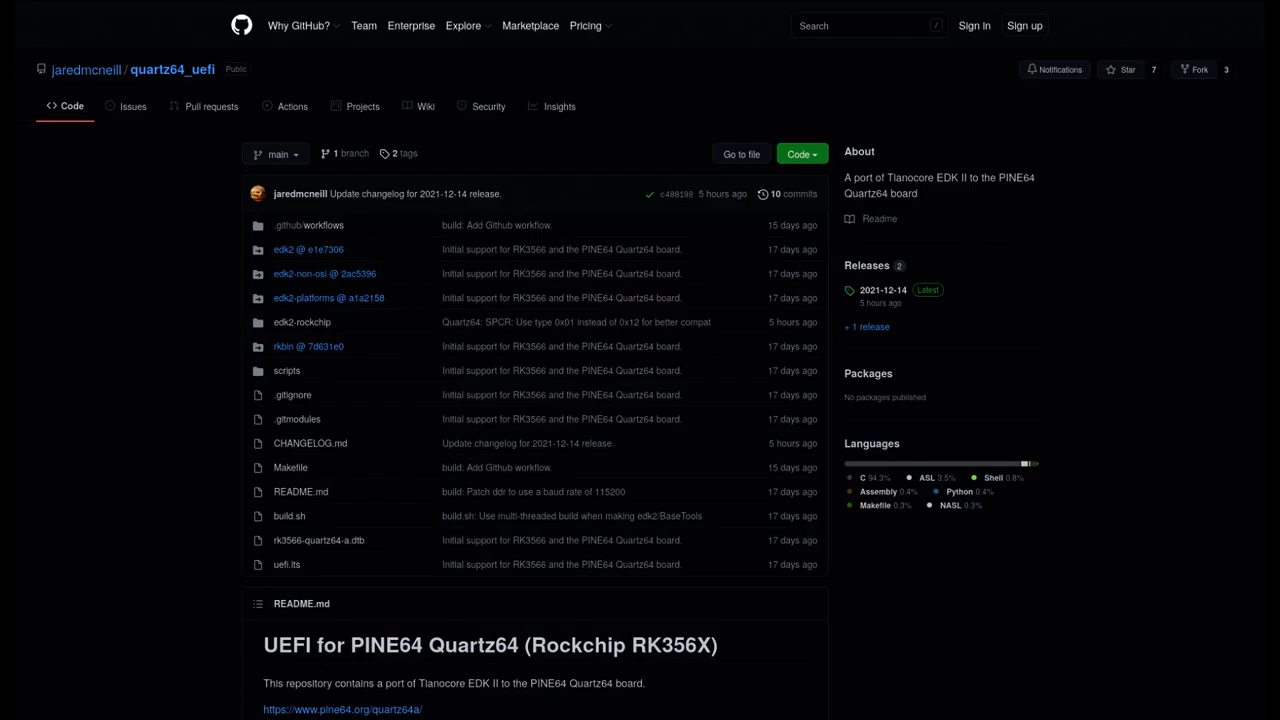 Why GitHub? Team Enterprise Explore Marketplace Pricing Search / Sign in Sign up
jaredmcneill / quartz64_uefi Public Notifications Star 7 Fork 3
Code Issues Pull requests Actions Projects Wiki Security Insights
main 1 branch 2 tags Go to file Code
jaredmcneill Update changelog for 2021-12-14 release. c488198 5 hours ago 10 commits
.github/workflows build: Add Github workflow. 15 days ago
edk2 @ e1e7306 Initial support for RK3566 and the PINE64 Quartz64 board. 17 days ago
edk2-non-osi @ 2ac5396 Initial support for RK3566 and the PINE64 Quartz64 board. 17 days ago
edk2-platforms @ a1a2158 Initial support for RK3566 and the PINE64 Quartz64 board. 17 days ago
edk2-rockchip Quartz64: SPCR: Use type 0x01 instead of 0x12 for better compat 5 hours ago
rkbin @ 7d631e0 Initial support for RK3566 and the PINE64 Quartz64 board. 17 days ago
scripts Initial support for RK3566 and the PINE64 Quartz64 board. 17 days ago
.gitignore Initial support for RK3566 and the PINE64 Quartz64 board. 17 days ago
.gitmodules Initial support for RK3566 and the PINE64 Quartz64 board. 17 days ago
CHANGELOG.md Update changelog for 2021-12-14 release. 5 hours ago
Makefile build: Add Github workflow. 15 days ago
README.md build: Patch ddr to use a baud rate of 115200 17 days ago
build.sh build.sh: Use multi-threaded build when making edk2/BaseTools 17 days ago
rk3566-quartz64-a.dtb Initial support for RK3566 and the PINE64 Quartz64 board. 17 days ago
uefi.its Initial support for RK3566 and the PINE64 Quartz64 board. 17 days ago
README.md
UEFI for PINE64 Quartz64 (Rockchip RK356X)
This repository contains a port of Tianocore EDK II to the PINE64 Quartz64 board.
https://www.pine64.org/quartz64a/
About
A port of Tianocore EDK II to the PINE64
Quartz64 board
Readme
Releases 2
2021-12-14 Latest
5 hours ago
+ 1 release
Packages
No packages published
Languages
C 94.3% ASL 3.5% Shell 0.8%
Assembly 0.4% Python 0.4%
Makefile 0.3% NASL 0.3%